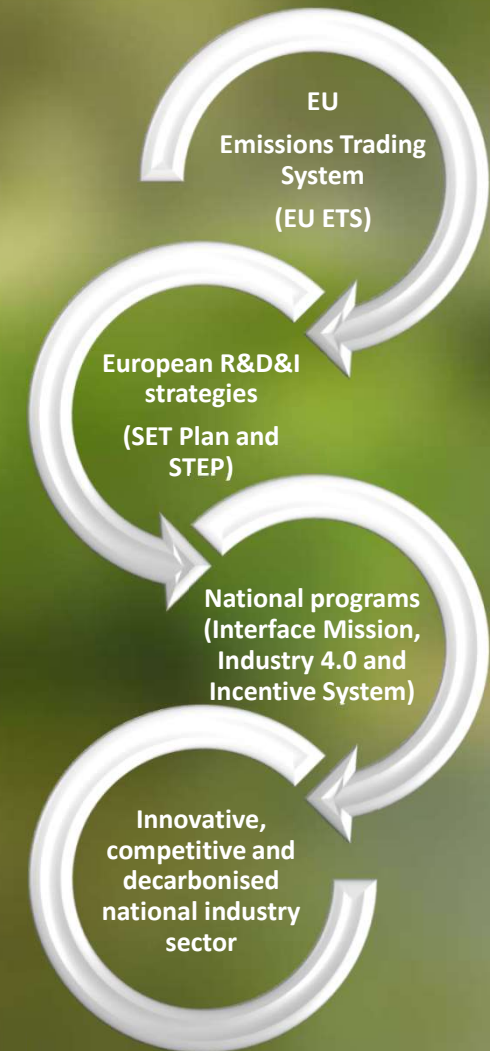 EU
Emissions Trading
System
(EU ETS)
European R&D&I
strategies
(SET Plan and
STEP)
National programs
(Interface Mission,
Industry 4.0 and
Incentive System)
Innovative,
competitive and
decarbonised
national industry
sector